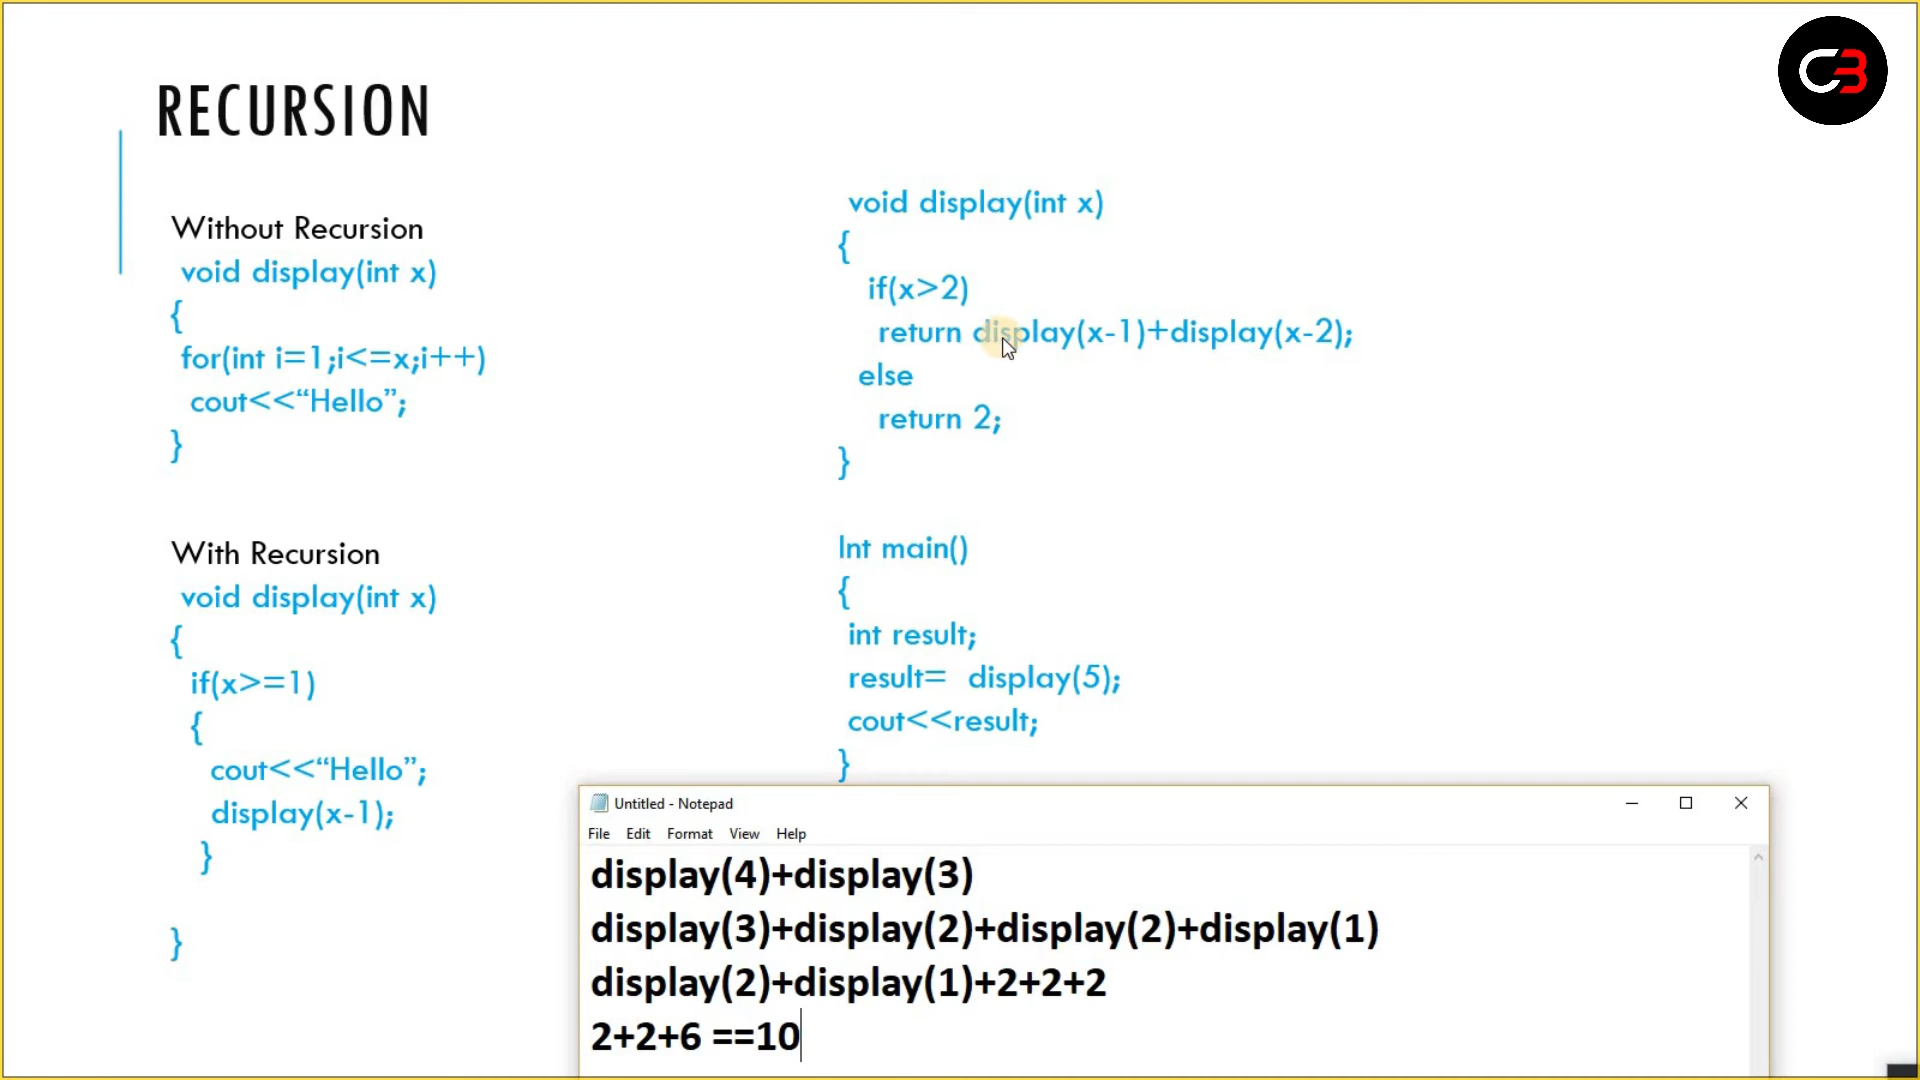 RECURSION
Without Recursion
void display(int x)
{
for(int i=1;i<=x;i++)
cout<<“Hello”;
}
With Recursion
void display(int x)
{
if(x>=1)
{
cout<<“Hello”;
display(x-1);
}
}
void display(int x)
{
if(x>2)
return display(x-1)+display(x-2);
else
return 2;
}
Int main()
{
int result;
result= display(5);
cout<<result;
}
Untitled - Notepad
File Edit Format View Help
display(4)+display(3)
display(3)+display(2)+display(2)+display(1)
display(2)+display(1)+2+2+2
2+2+6 ==10
CB